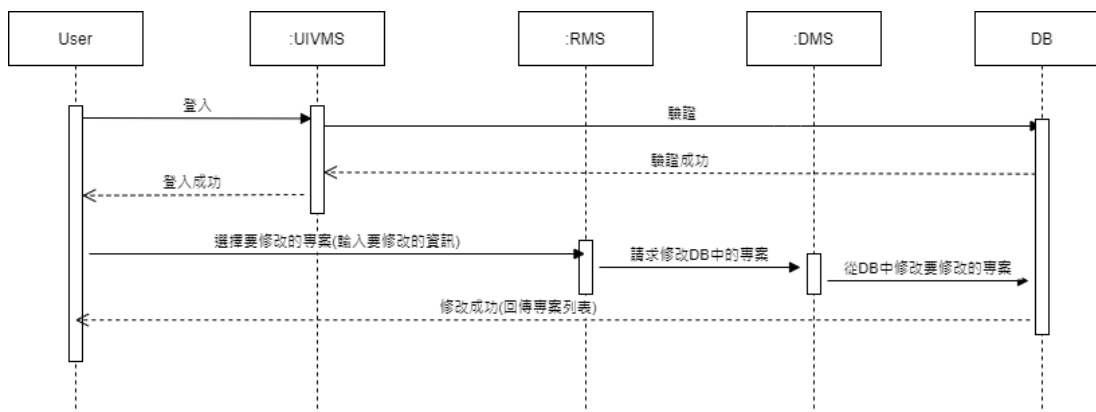 User
:UIVMS
:RMS
:DMS
DB
登入
驗證
驗證成功
登入成功
選擇要修改的專案(輸入要修改的資訊)
請求修改DB中的專案
從DB中修改要修改的專案
修改成功(回傳專案列表)